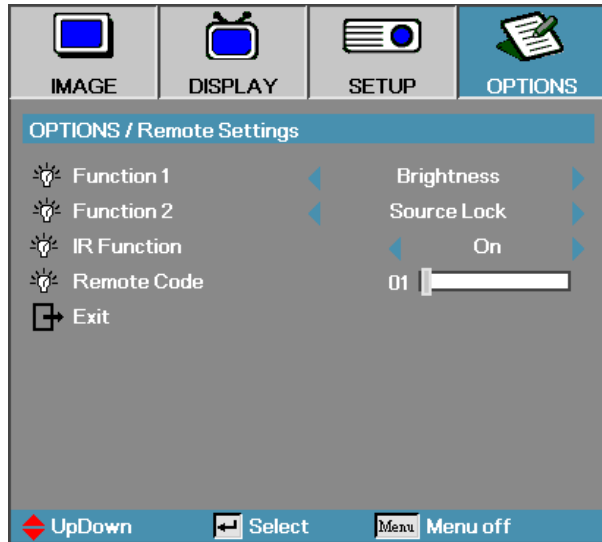 IMAGE DISPLAY SETUP OPTIONS
OPTIONS / Remote Settings
Function 1 Brightness
Function 2 Source Lock
IR Function On
Remote Code 01
Exit
UpDown Select Menu Menu off